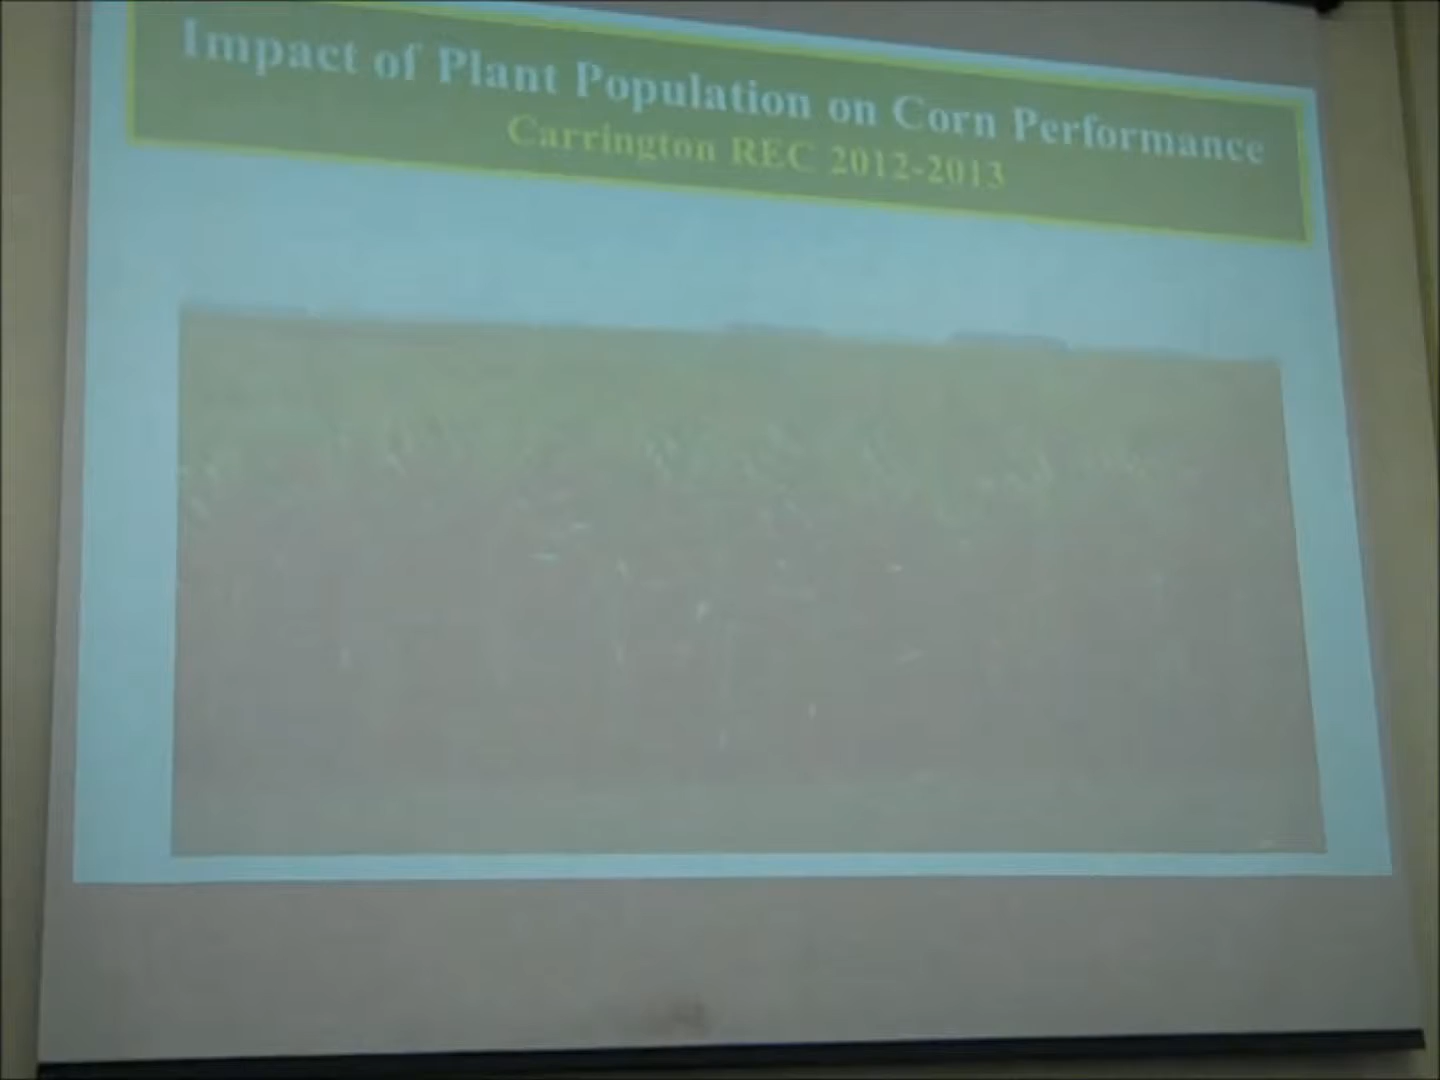 Impact of Plant Population on Corn Performance
Carrington REC 2012-2013